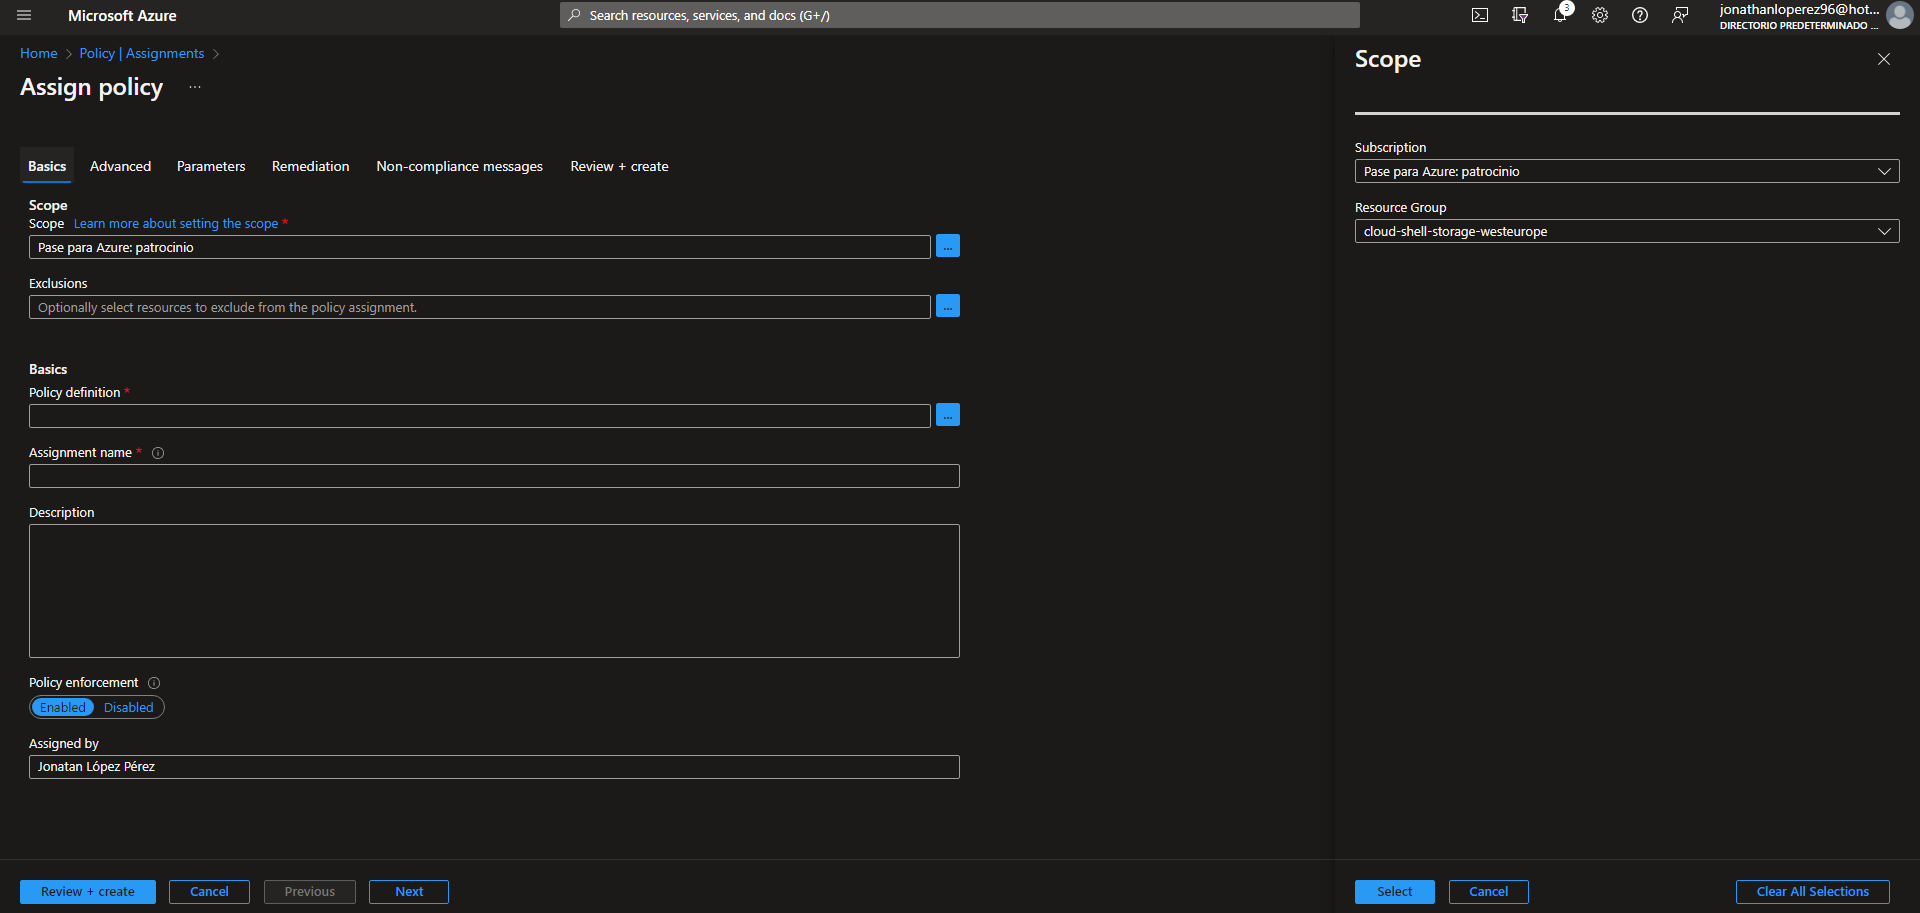 Microsoft Azure
Search resources, services, and docs (G+/)
3
jonathanloperez96@hot...
DIRECTORIO PREDETERMINADO ...
Home > Policy | Assignments >
Assign policy ...
Basics Advanced Parameters Remediation Non-compliance messages Review + create
Scope
Scope Learn more about setting the scope *
Pase para Azure: patrocinio
...
Exclusions
Optionally select resources to exclude from the policy assignment.
...
Basics
Policy definition *
...
Assignment name *
Description
Policy enforcement
Enabled Disabled
Assigned by
Jonatan López Pérez
Review + create Cancel Previous Next
Scope
Subscription
Pase para Azure: patrocinio
Resource Group
cloud-shell-storage-westeurope
Select Cancel Clear All Selections